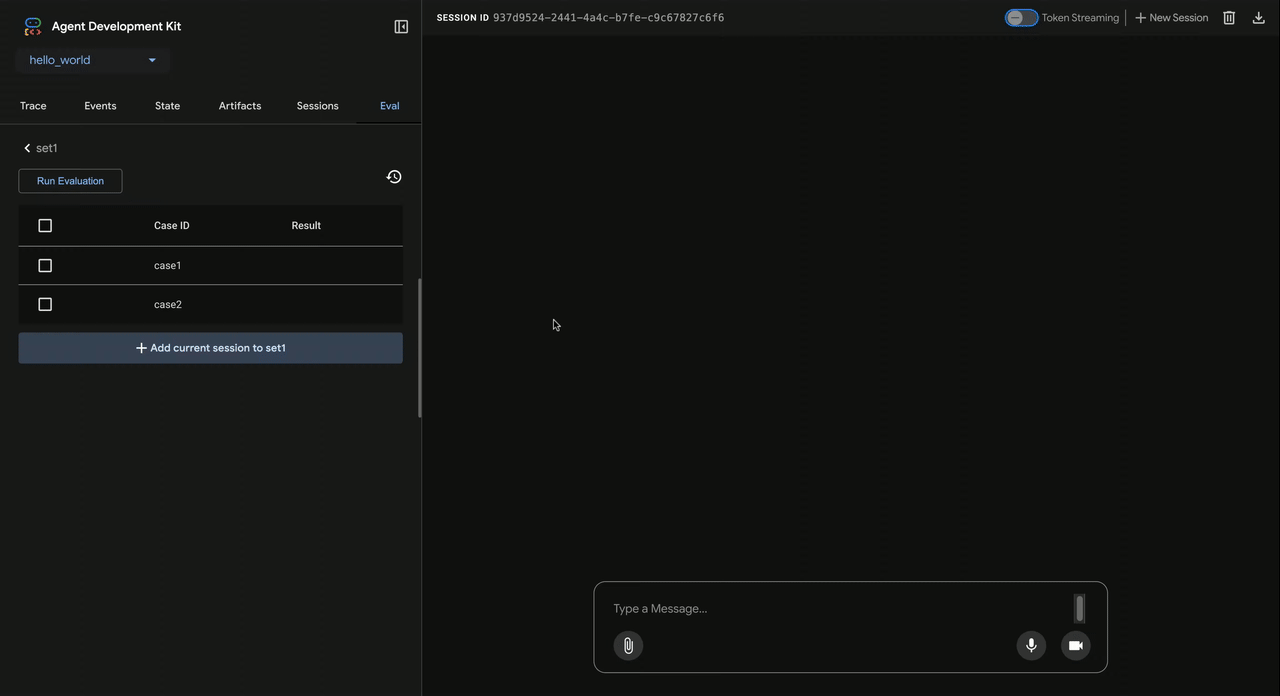 Agent Development Kit
SESSION ID 937d9524-2441-4a4c-b7fe-c9c67827c6f6
Token Streaming
New Session
hello_world
Trace Events State Artifacts Sessions Eval
set1
Run Evaluation
Case ID Result
case1
case2
Add current session to set1
Type a Message...